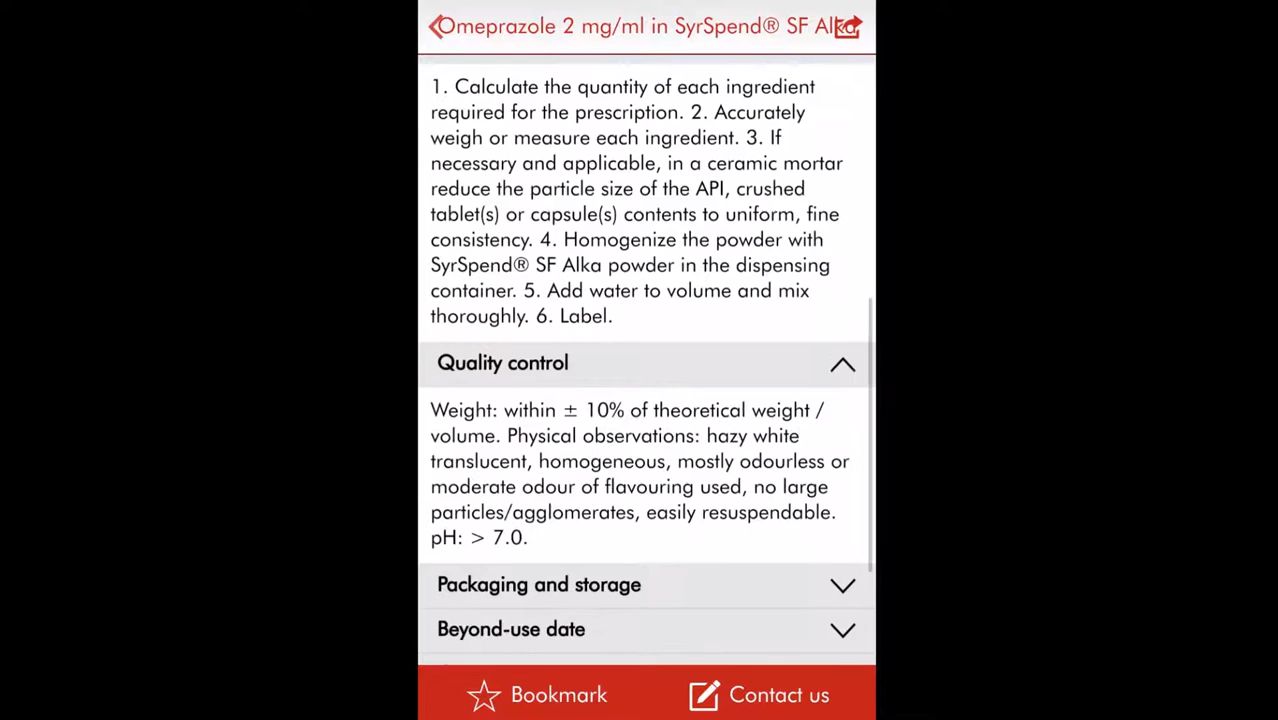 Omeprazole 2 mg/ml in SyrSpend® SF Alka
1. Calculate the quantity of each ingredient
required for the prescription. 2. Accurately
weigh or measure each ingredient. 3. If
necessary and applicable, in a ceramic mortar
reduce the particle size of the API, crushed
tablet(s) or capsule(s) contents to uniform, fine
consistency. 4. Homogenize the powder with
SyrSpend® SF Alka powder in the dispensing
container. 5. Add water to volume and mix
thoroughly. 6. Label.
Quality control
Weight: within ± 10% of theoretical weight /
volume. Physical observations: hazy white
translucent, homogeneous, mostly odourless or
moderate odour of flavouring used, no large
particles/agglomerates, easily resuspendable.
pH: > 7.0.
Packaging and storage
Beyond-use date
Bookmark
Contact us